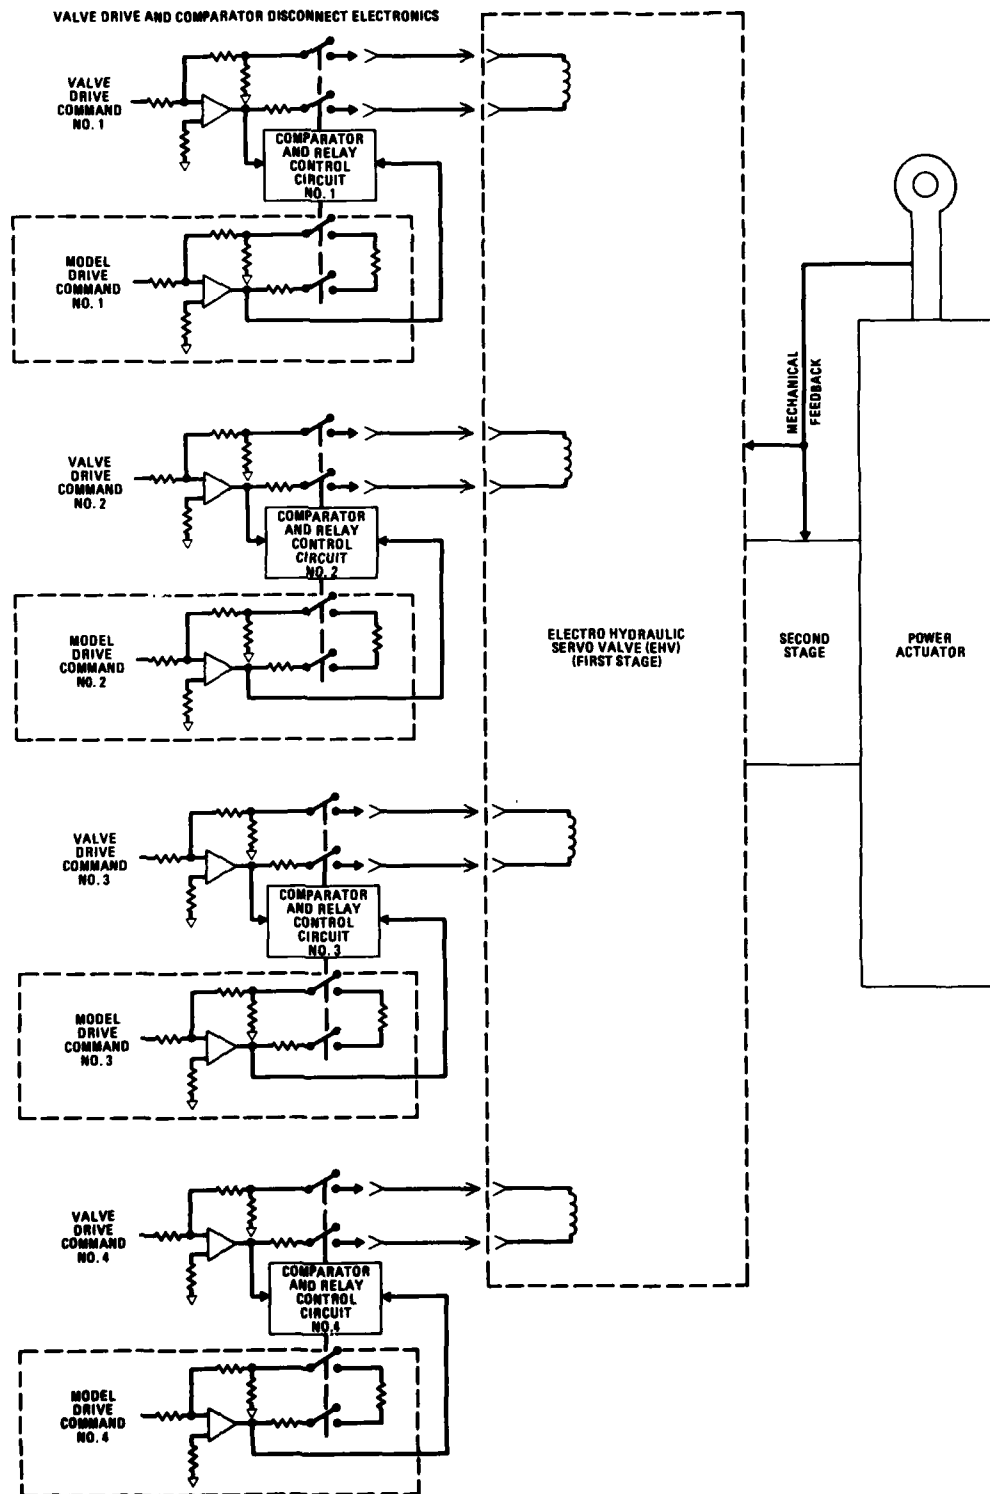 VALVE DRIVE AND COMPARATOR DISCONNECT ELECTRONICS
VALVE
DRIVE
COMMAND
NO. 1
COMPARATOR
AND RELAY
CONTROL
CIRCUIT
NO. 1
MODEL
DRIVE
COMMAND
NO. 1
VALVE
DRIVE
COMMAND
NO. 2
COMPARATOR
AND RELAY
CONTROL
CIRCUIT
NO. 2
MODEL
DRIVE
COMMAND
NO. 2
VALVE
DRIVE
COMMAND
NO. 3
COMPARATOR
AND RELAY
CONTROL
CIRCUIT
NO. 3
MODEL
DRIVE
COMMAND
NO. 3
VALVE
DRIVE
COMMAND
NO. 4
COMPARATOR
AND RELAY
CONTROL
CIRCUIT
NO. 4
MODEL
DRIVE
COMMAND
NO. 4
ELECTRO HYDRAULIC
SERVO VALVE (EHV)
(FIRST STAGE)
MECHANICAL
FEEDBACK
SECOND
STAGE
POWER
ACTUATOR